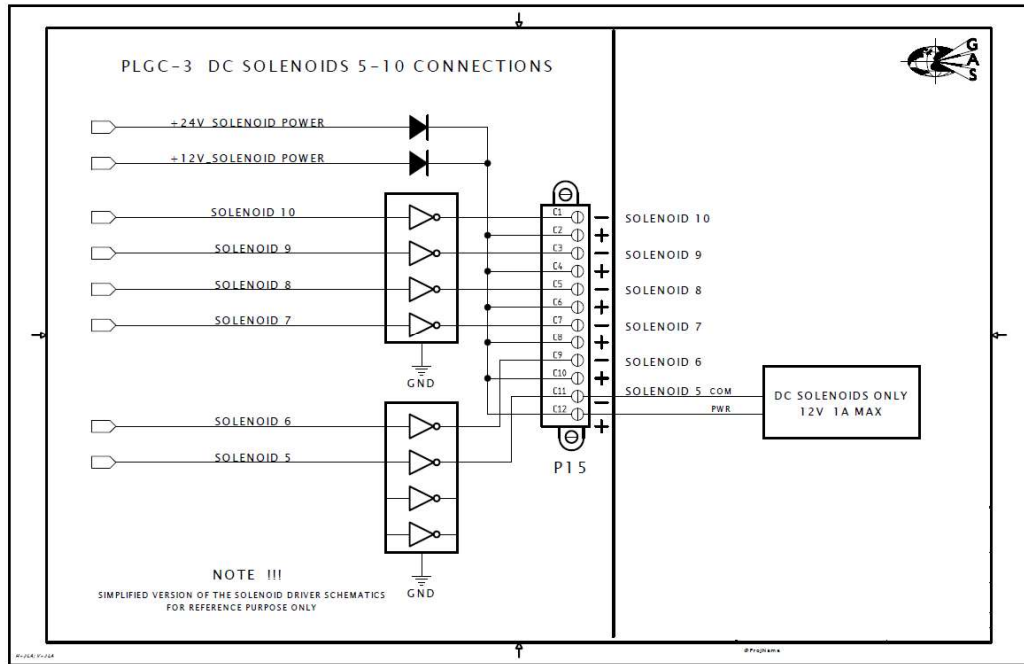 PLGC-3 DC SOLENOIDS 5-10 CONNECTIONS
G
A
S
+24V SOLENOID POWER
+12V_SOLENOID POWER
SOLENOID 10
SOLENOID 9
SOLENOID 8
SOLENOID 7
GND
SOLENOID 6
SOLENOID 5
GND
C1
C2
C3
C4
C5
C6
C7
C8
C9
C10
C11
C12
P15
− SOLENOID 10
+
− SOLENOID 9
+
− SOLENOID 8
+
− SOLENOID 7
+
− SOLENOID 6
+
SOLENOID 5 COM
−
PWR
+
DC SOLENOIDS ONLY
12V 1A MAX
NOTE !!!
SIMPLIFIED VERSION OF THE SOLENOID DRIVER SCHEMATICS
FOR REFERENCE PURPOSE ONLY
@ProjName